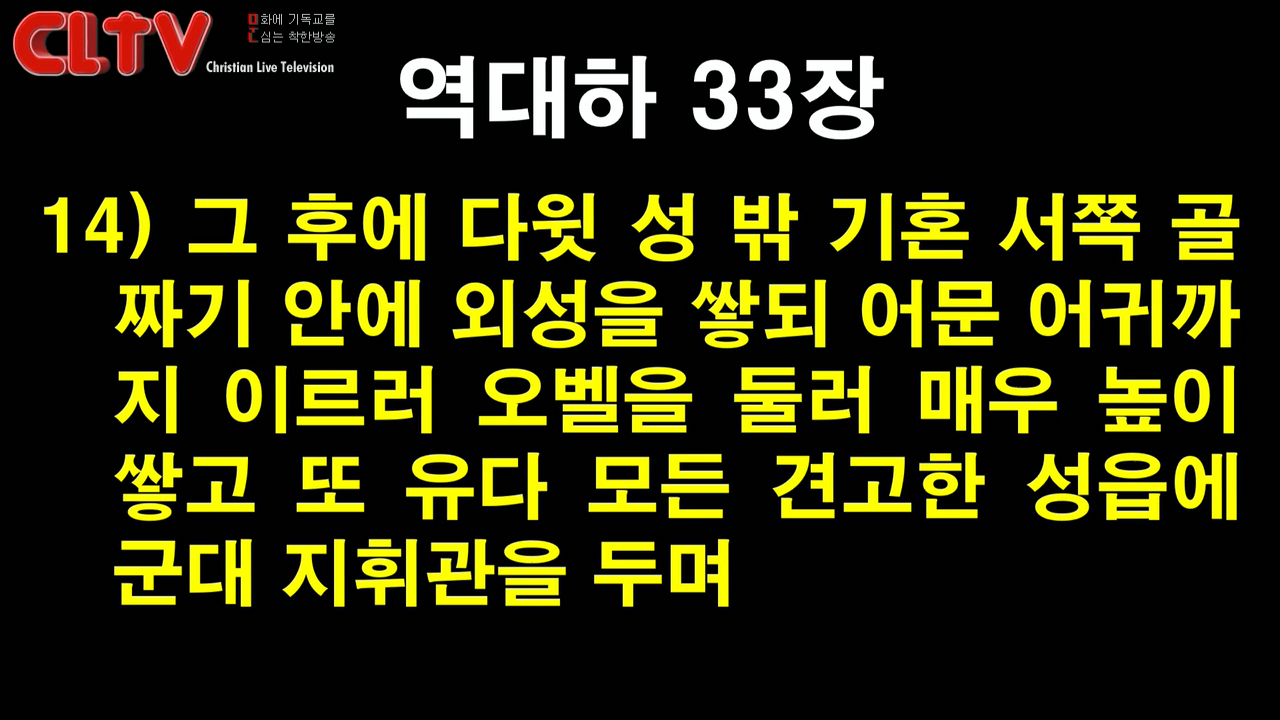 CLTV
문화에 기독교를
심는 착한방송
Christian Live Television
역대하 33장
14) 그 후에 다윗 성 밖 기혼 서쪽 골
짜기 안에 외성을 쌓되 어문 어귀까
지 이르러 오벨을 둘러 매우 높이
쌓고 또 유다 모든 견고한 성읍에
군대 지휘관을 두며